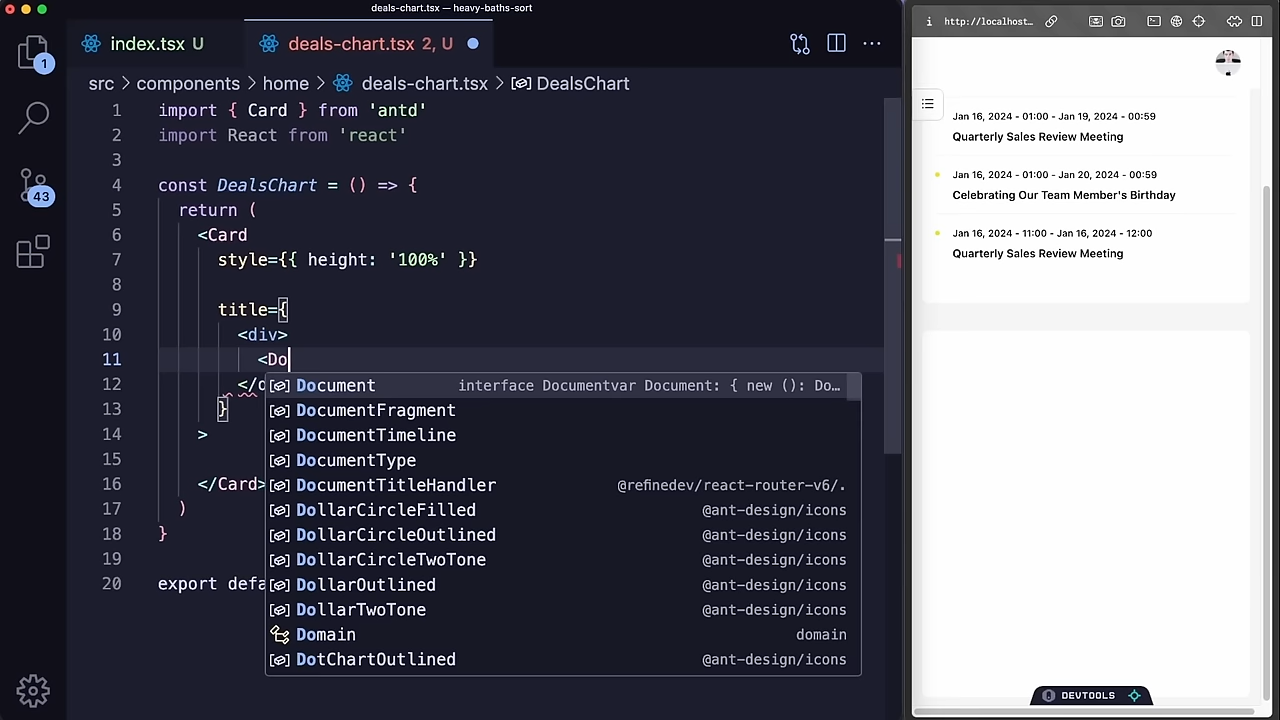 deals-chart.tsx — heavy-baths-sort
index.tsx U
deals-chart.tsx 2, U
src > components > home > deals-chart.tsx > DealsChart
1 import { Card } from 'antd'
2 import React from 'react'
3
4 const DealsChart = () => {
5 return (
6 <Card
7 style={{ height: '100%' }}
8
9 title={
10 <div>
11 <Do
12 </d
13 }
14 >
15
16 </Card>
17 )
18 }
19
20 export defa
Document interface Documentvar Document: { new (): Do…
DocumentFragment
DocumentTimeline
DocumentType
DocumentTitleHandler @refinedev/react-router-v6/.
DollarCircleFilled @ant-design/icons
DollarCircleOutlined @ant-design/icons
DollarCircleTwoTone @ant-design/icons
DollarOutlined @ant-design/icons
DollarTwoTone @ant-design/icons
Domain domain
DotChartOutlined @ant-design/icons
1
43
http://localhost…
Jan 16, 2024 - 01:00 - Jan 19, 2024 - 00:59
Quarterly Sales Review Meeting
Jan 16, 2024 - 01:00 - Jan 20, 2024 - 00:59
Celebrating Our Team Member's Birthday
Jan 16, 2024 - 11:00 - Jan 16, 2024 - 12:00
Quarterly Sales Review Meeting
DEVTOOLS